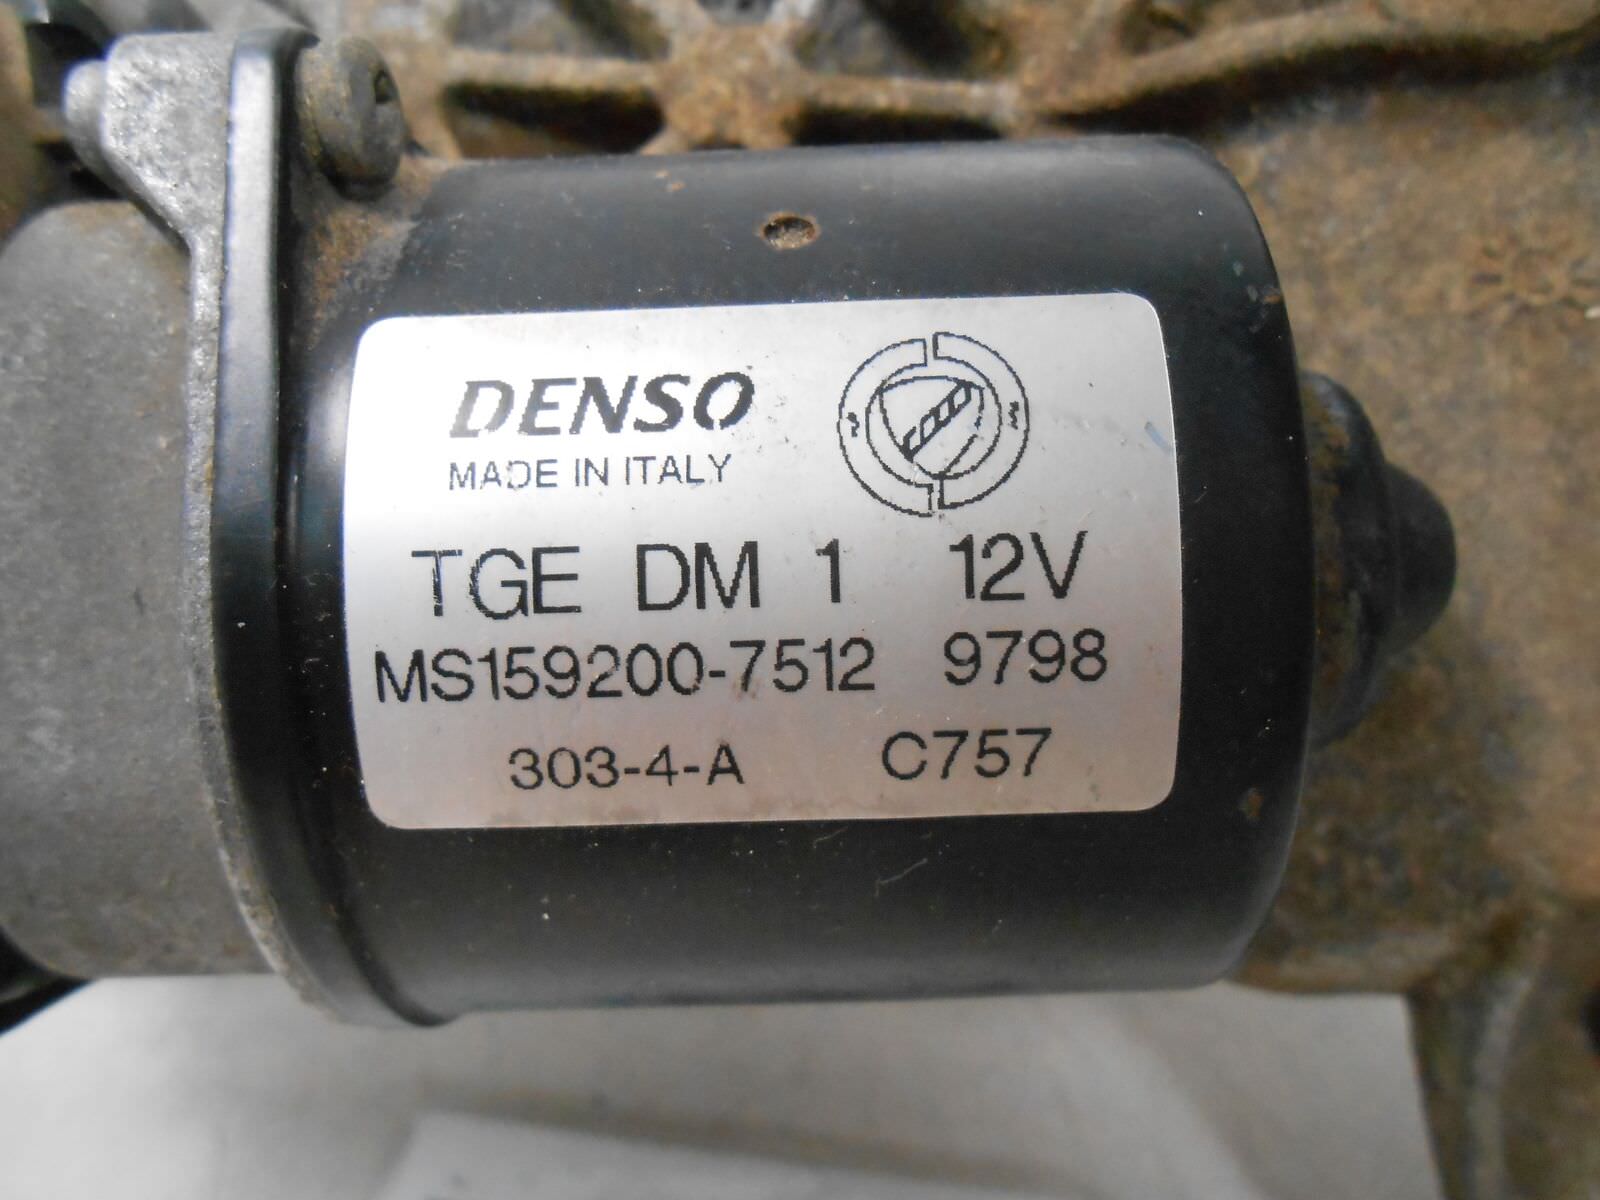 DENSO
MADE IN ITALY
TGE DM 1 12V
MS159200-7512 9798
303-4-A C757